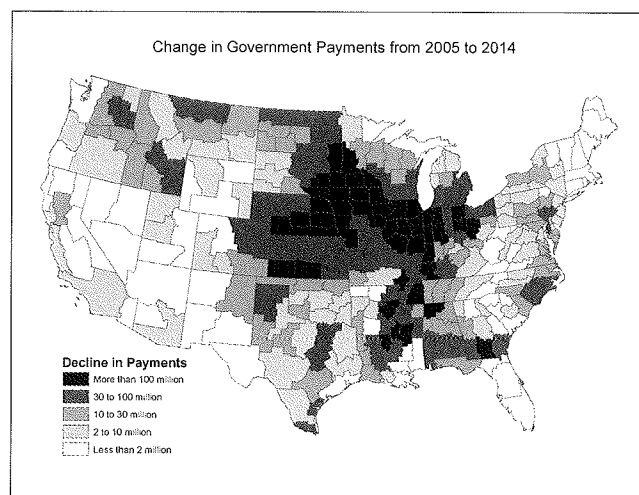 Change in Government Payments from 2005 to 2014
Decline in Payments
More than 100 million
30 to 100 million
10 to 30 million
2 to 10 million
Less than 2 million